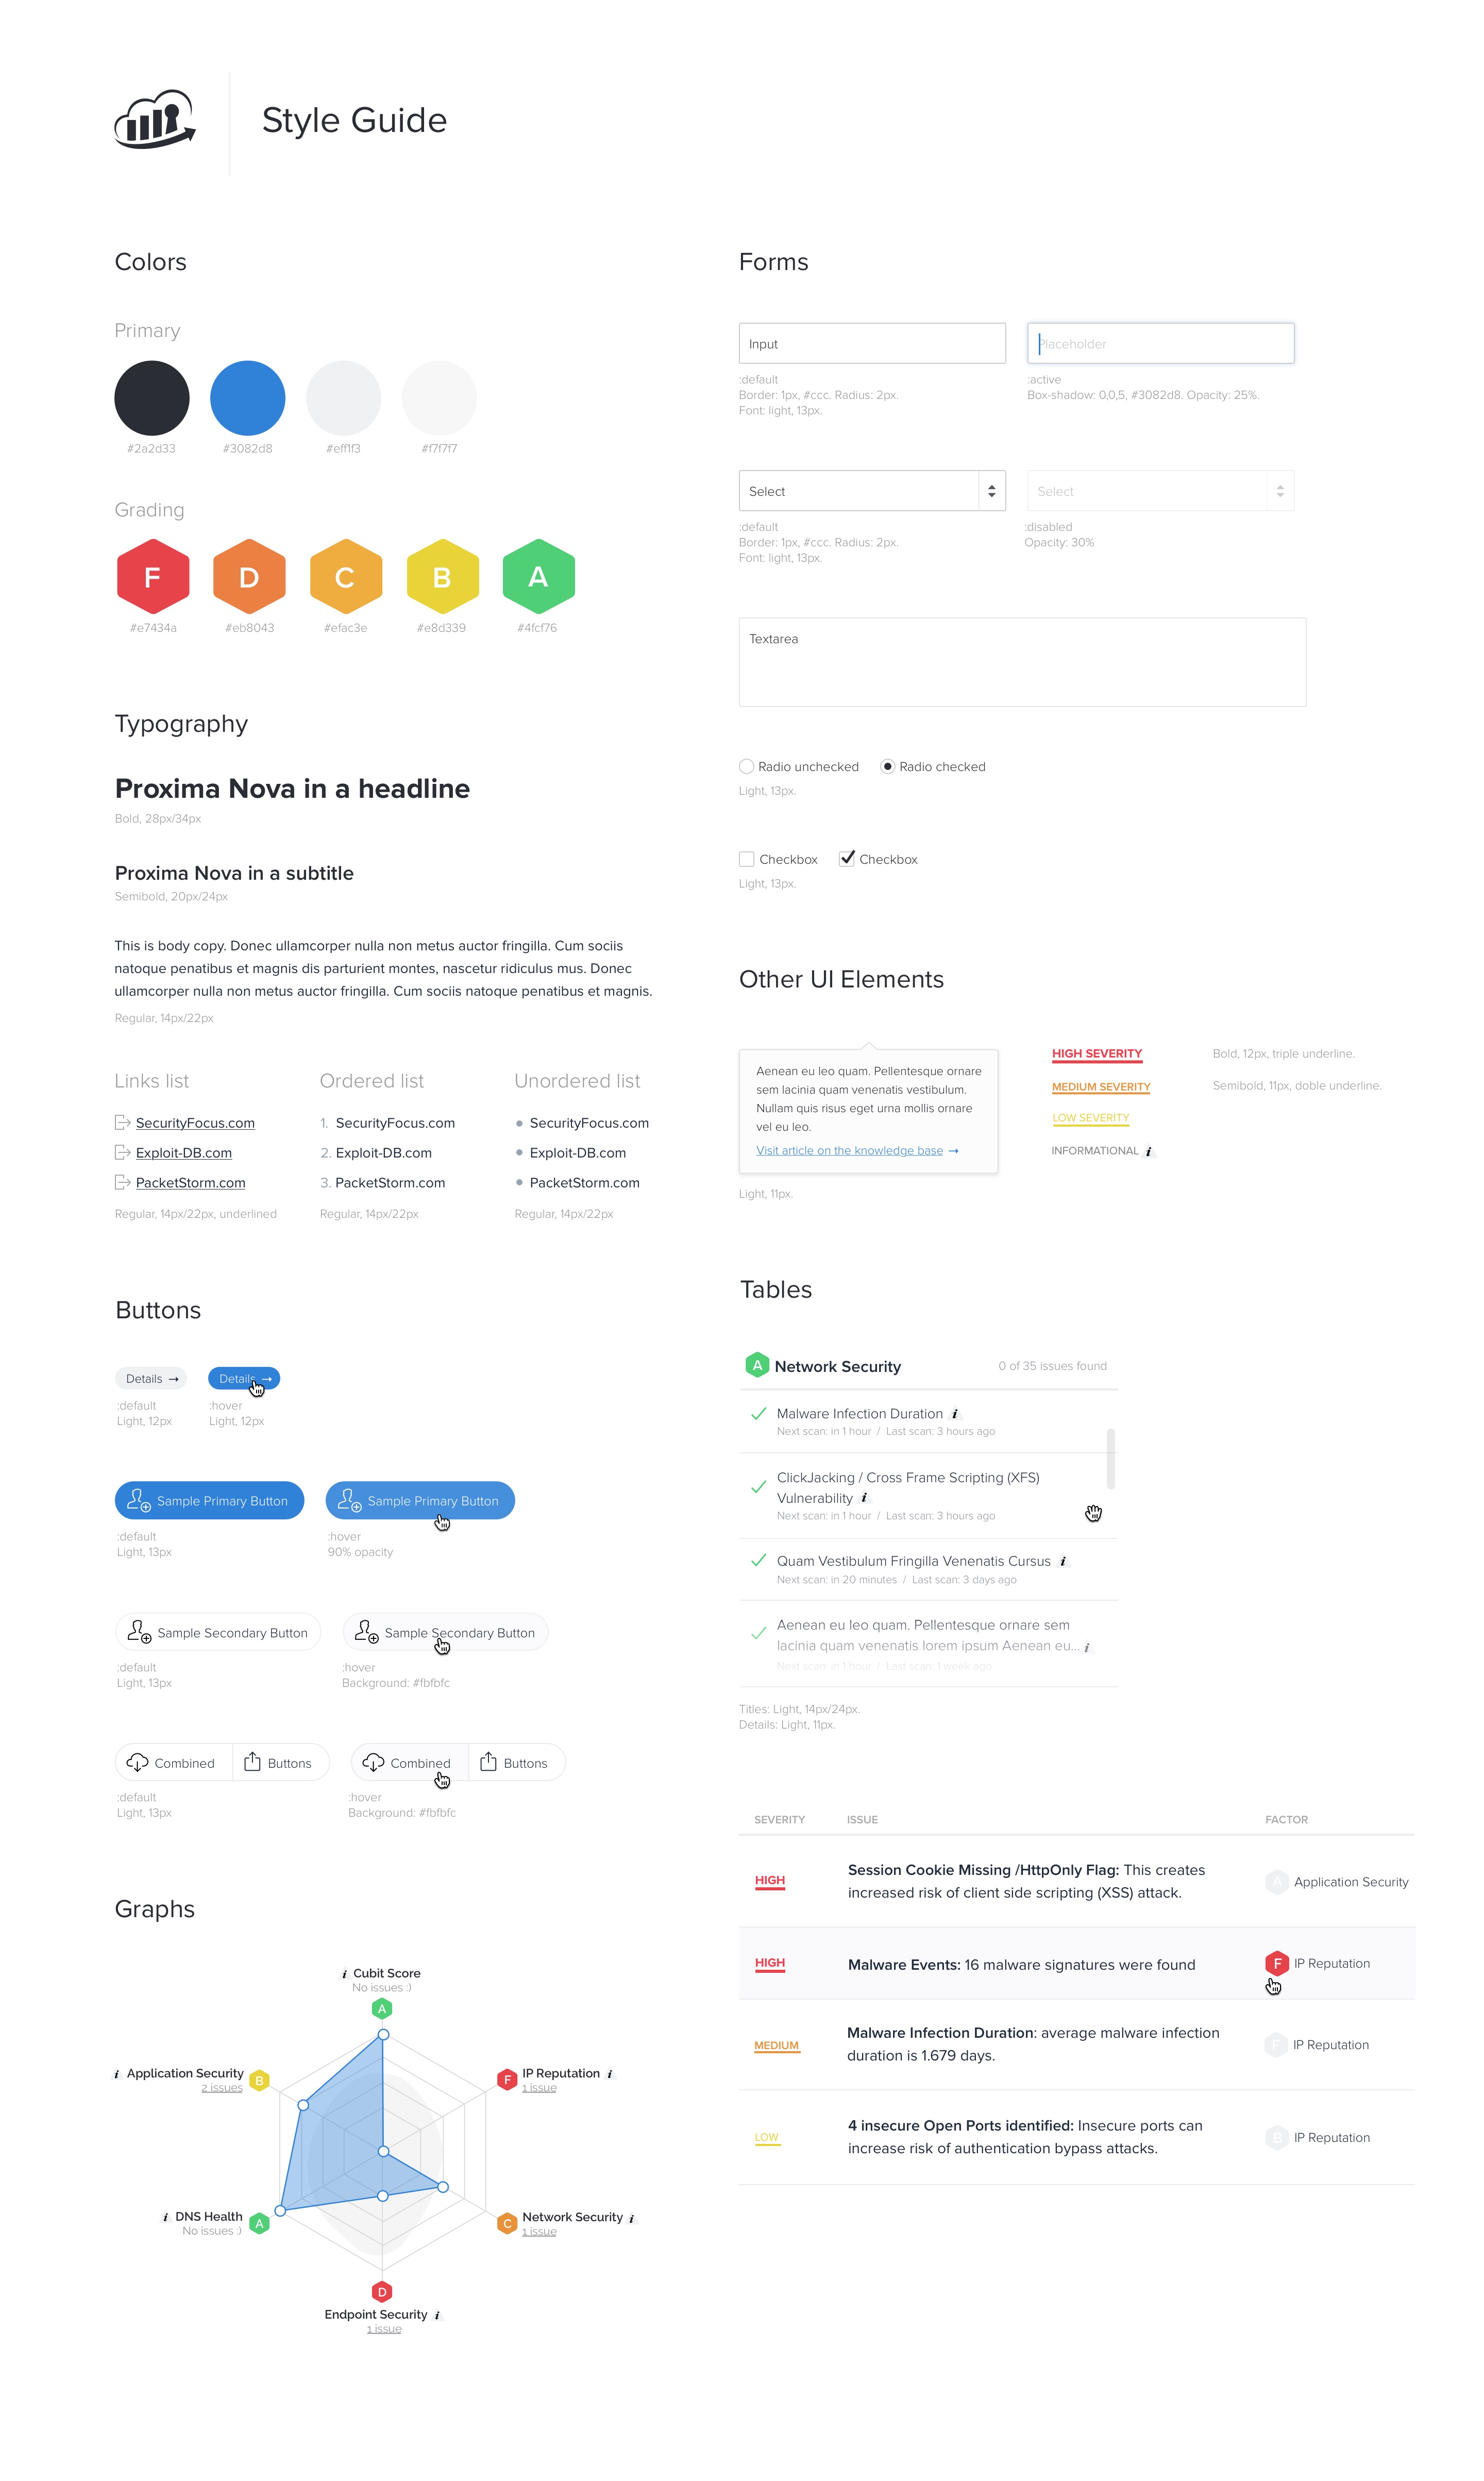 Style Guide
Colors
Primary
#2a2d33
#3082d8
#eff1f3
#f7f7f7
Grading
F
D
C
B
A
#e7434a
#eb8043
#efac3e
#e8d339
#4fcf76
Typography
Proxima Nova in a headline
Bold, 28px/34px
Proxima Nova in a subtitle
Semibold, 20px/24px
This is body copy. Donec ullamcorper nulla non metus auctor fringilla. Cum sociis
natoque penatibus et magnis dis parturient montes, nascetur ridiculus mus. Donec
ullamcorper nulla non metus auctor fringilla. Cum sociis natoque penatibus et magnis.
Regular, 14px/22px
Links list
SecurityFocus.com
Exploit-DB.com
PacketStorm.com
Regular, 14px/22px, underlined
Ordered list
1. SecurityFocus.com
2. Exploit-DB.com
3. PacketStorm.com
Regular, 14px/22px
Unordered list
• SecurityFocus.com
• Exploit-DB.com
• PacketStorm.com
Regular, 14px/22px
Buttons
Details →
:default
Light, 12px
Details →
:hover
Light, 12px
Sample Primary Button
:default
Light, 13px
Sample Primary Button
:hover
90% opacity
Sample Secondary Button
:default
Light, 13px
Sample Secondary Button
:hover
Background: #fbfbfc
Combined
Buttons
:default
Light, 13px
Combined
Buttons
:hover
Background: #fbfbfc
Graphs
i Cubit Score
No issues :)
A
i Application Security
2 issues
B
F
IP Reputation i
1 issue
i DNS Health
No issues :)
A
C
Network Security i
1 issue
D
Endpoint Security i
1 issue
Forms
Input
:default
Border: 1px, #ccc. Radius: 2px.
Font: light, 13px.
Placeholder
:active
Box-shadow: 0,0,5, #3082d8. Opacity: 25%.
Select
:default
Border: 1px, #ccc. Radius: 2px.
Font: light, 13px.
Select
:disabled
Opacity: 30%
Textarea
Radio unchecked
Radio checked
Light, 13px.
Checkbox
Checkbox
Light, 13px.
Other UI Elements
Aenean eu leo quam. Pellentesque ornare
sem lacinia quam venenatis vestibulum.
Nullam quis risus eget urna mollis ornare
vel eu leo.
Visit article on the knowledge base →
Light, 11px.
HIGH SEVERITY
Bold, 12px, triple underline.
MEDIUM SEVERITY
Semibold, 11px, doble underline.
LOW SEVERITY
INFORMATIONAL i
Tables
A
Network Security
0 of 35 issues found
Malware Infection Duration i
Next scan: in 1 hour / Last scan: 3 hours ago
ClickJacking / Cross Frame Scripting (XFS)
Vulnerability i
Next scan: in 1 hour / Last scan: 3 hours ago
Quam Vestibulum Fringilla Venenatis Cursus i
Next scan: in 20 minutes / Last scan: 3 days ago
Aenean eu leo quam. Pellentesque ornare sem
lacinia quam venenatis lorem ipsum Aenean eu... i
Next scan: in 1 hour / Last scan: 1 week ago
Titles: Light, 14px/24px.
Details: Light, 11px.
SEVERITY
ISSUE
FACTOR
HIGH
Session Cookie Missing /HttpOnly Flag: This creates
increased risk of client side scripting (XSS) attack.
A
Application Security
HIGH
Malware Events: 16 malware signatures were found
F
IP Reputation
MEDIUM
Malware Infection Duration: average malware infection
duration is 1.679 days.
F
IP Reputation
LOW
4 insecure Open Ports identified: Insecure ports can
increase risk of authentication bypass attacks.
B
IP Reputation